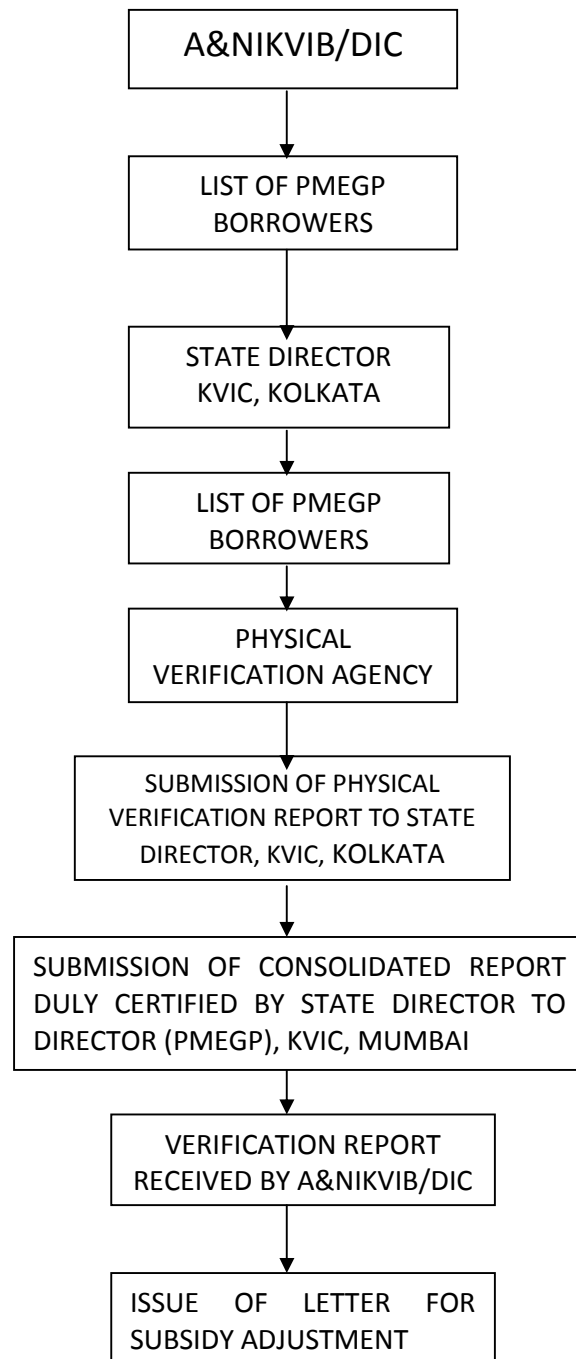 A&NIKVIB/DIC
LIST OF PMEGP
BORROWERS
STATE DIRECTOR
KVIC, KOLKATA
LIST OF PMEGP
BORROWERS
PHYSICAL
VERIFICATION AGENCY
SUBMISSION OF PHYSICAL
VERIFICATION REPORT TO STATE
DIRECTOR, KVIC, KOLKATA
SUBMISSION OF CONSOLIDATED REPORT
DULY CERTIFIED BY STATE DIRECTOR TO
DIRECTOR (PMEGP), KVIC, MUMBAI
VERIFICATION REPORT
RECEIVED BY A&NIKVIB/DIC
ISSUE OF LETTER FOR
SUBSIDY ADJUSTMENT